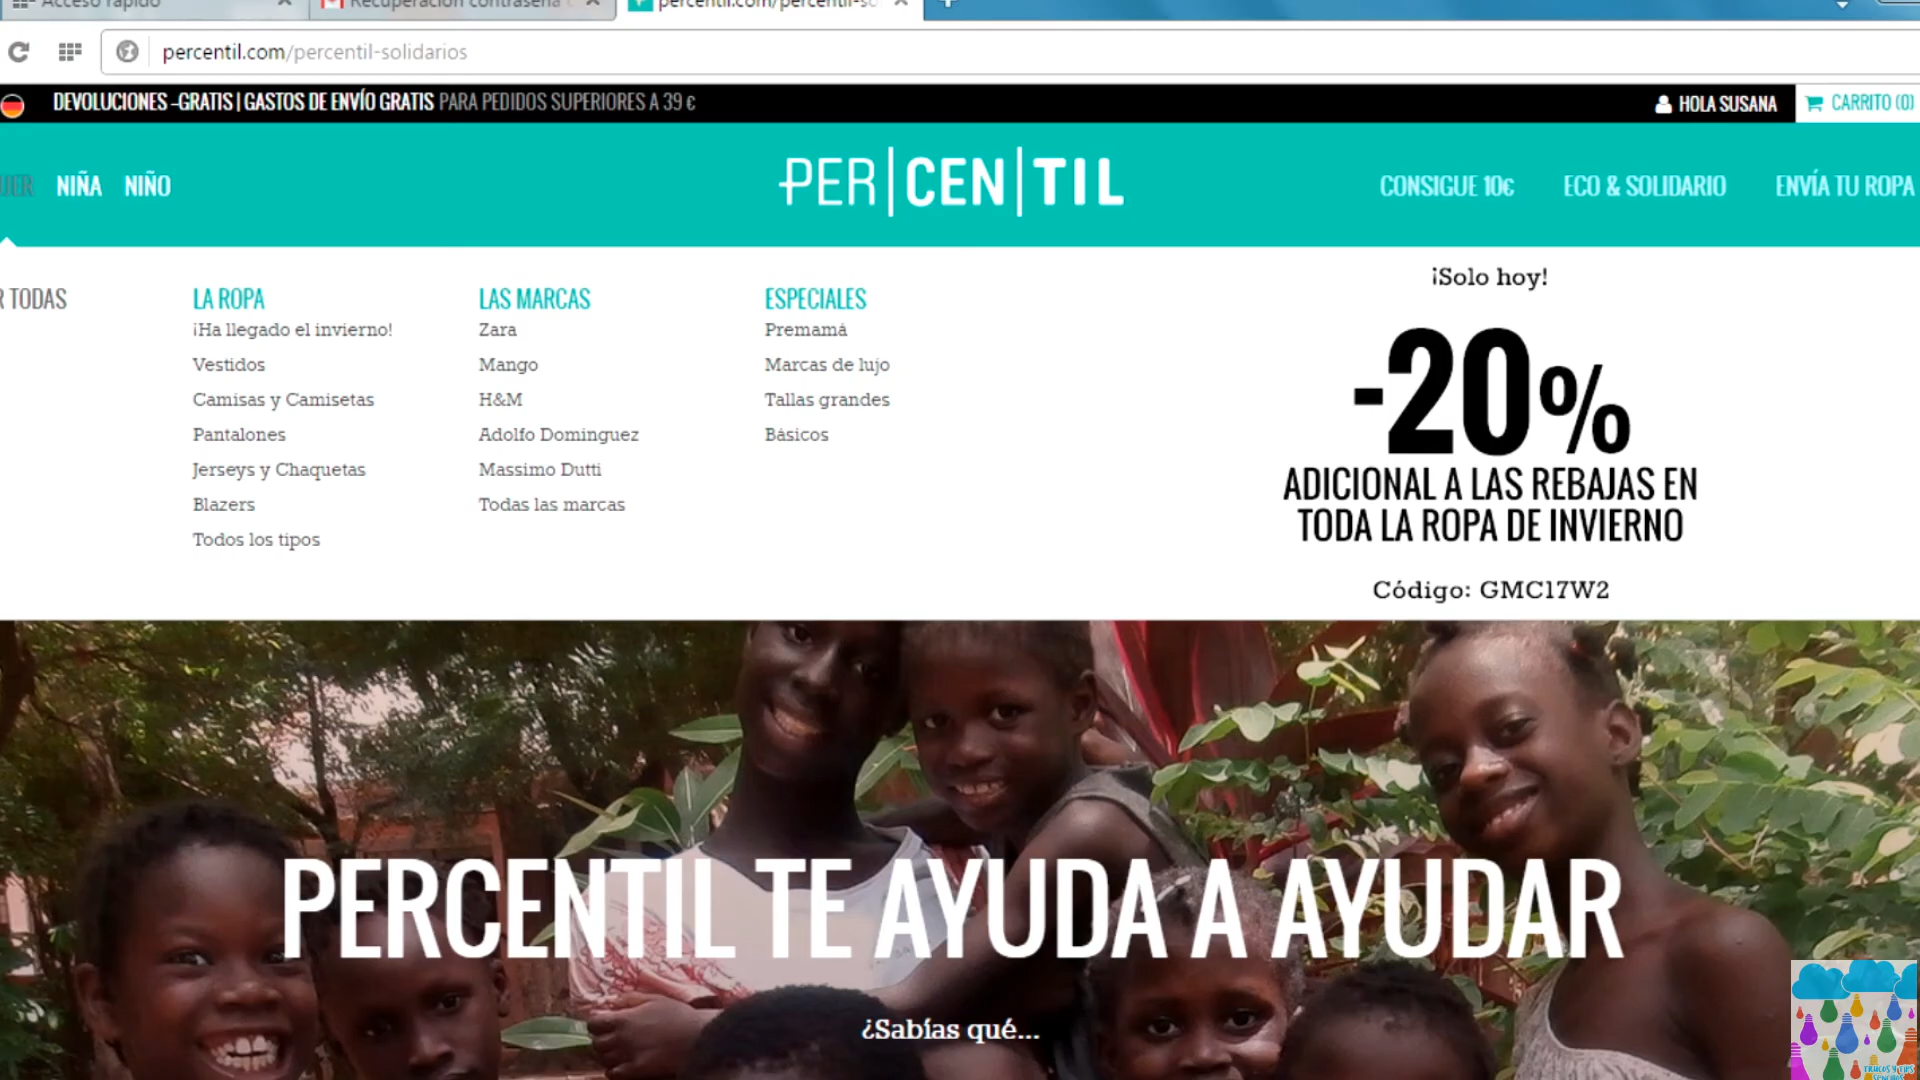 Acceso rápido
Recuperación contraseña
percentil.com/percentil-so
percentil.com/percentil-solidarios
DEVOLUCIONES –GRATIS | GASTOS DE ENVÍO GRATIS PARA PEDIDOS SUPERIORES A 39 €
HOLA SUSANA
CARRITO (0)
NIÑA NIÑO
PER|CEN|TIL
CONSIGUE 10€ ECO & SOLIDARIO ENVÍA TU ROPA
R TODAS
LA ROPA
¡Ha llegado el invierno!
Vestidos
Camisas y Camisetas
Pantalones
Jerseys y Chaquetas
Blazers
Todos los tipos
LAS MARCAS
Zara
Mango
H&M
Adolfo Dominguez
Massimo Dutti
Todas las marcas
ESPECIALES
Premamá
Marcas de lujo
Tallas grandes
Básicos
¡Solo hoy!
-20%
ADICIONAL A LAS REBAJAS EN
TODA LA ROPA DE INVIERNO
Código: GMC17W2
PERCENTIL TE AYUDA A AYUDAR
¿Sabías qué...
TRUCOS Y TIPS